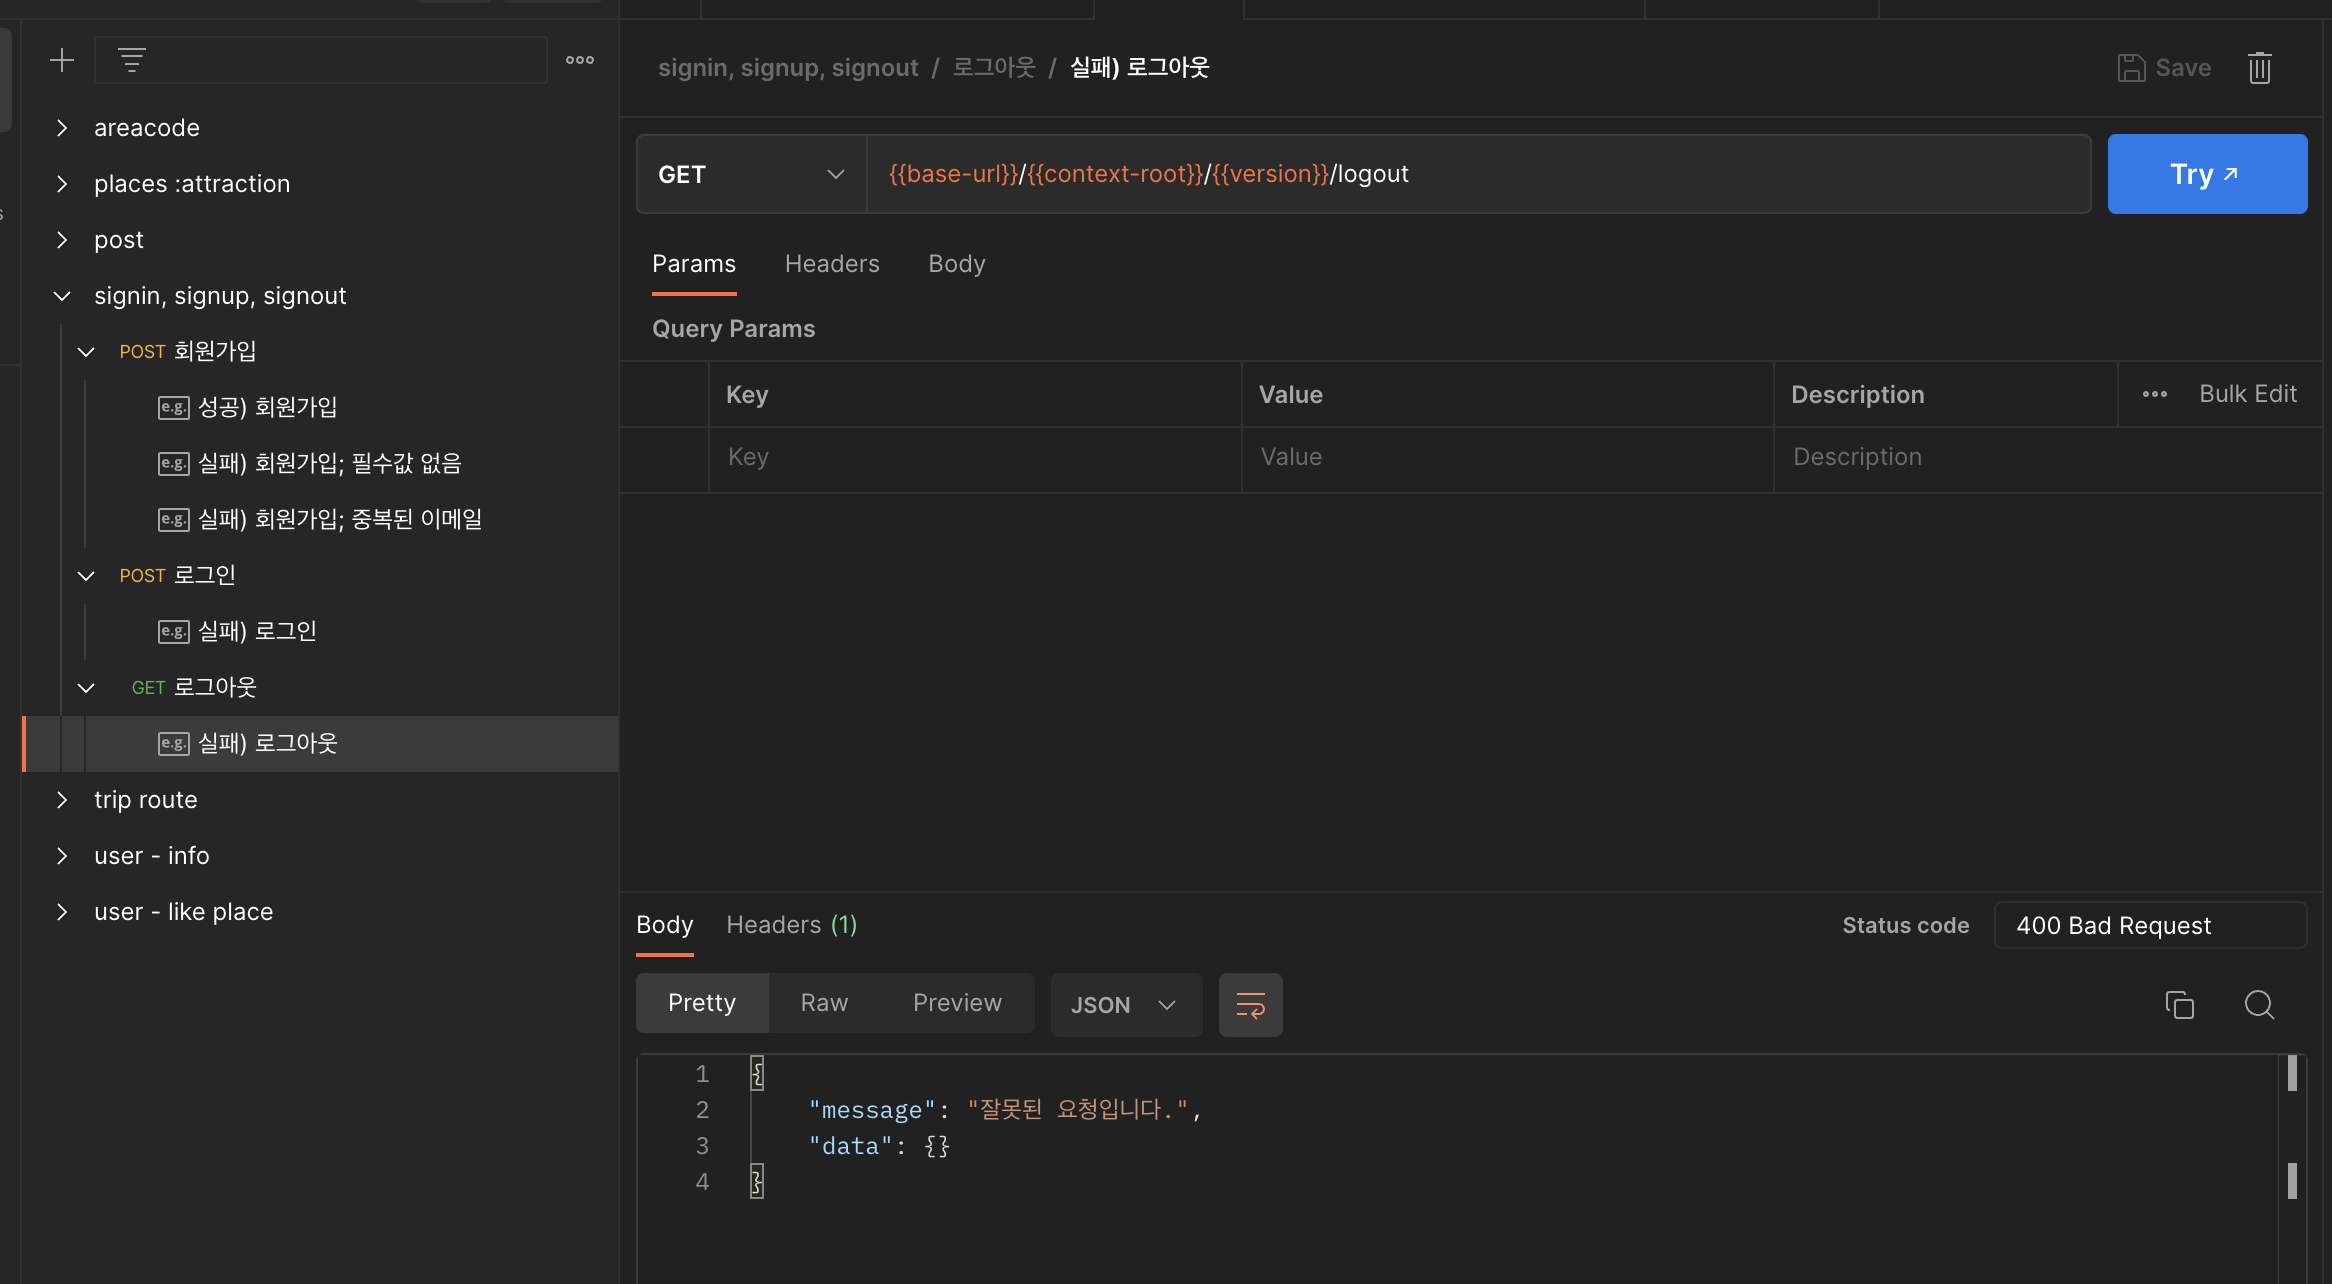 areacode
places :attraction
post
signin, signup, signout
POST 회원가입
e.g. 성공) 회원가입
e.g. 실패) 회원가입; 필수값 없음
e.g. 실패) 회원가입; 중복된 이메일
POST 로그인
e.g. 실패) 로그인
GET 로그아웃
e.g. 실패) 로그아웃
trip route
user - info
user - like place
signin, signup, signout / 로그아웃 / 실패) 로그아웃
Save
GET
{{base-url}}/{{context-root}}/{{version}}/logout
Try
Params Headers Body
Query Params
Key Value Description Bulk Edit
Key Value Description
Body Headers (1)
Status code 400 Bad Request
Pretty Raw Preview JSON
1 {
2 "message": "잘못된 요청입니다.",
3 "data": {}
4 }